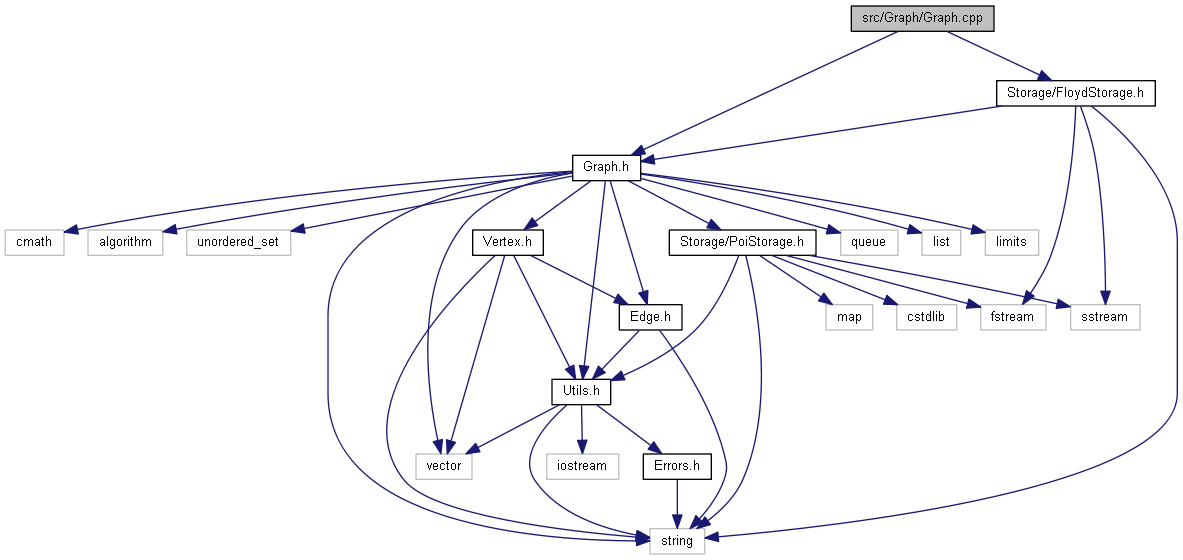 src/Graph/Graph.cpp
Storage/FloydStorage.h
Graph.h
cmath
algorithm
unordered_set
Vertex.h
Storage/PoiStorage.h
queue
list
limits
Edge.h
map
cstdlib
fstream
sstream
Utils.h
vector
iostream
Errors.h
string